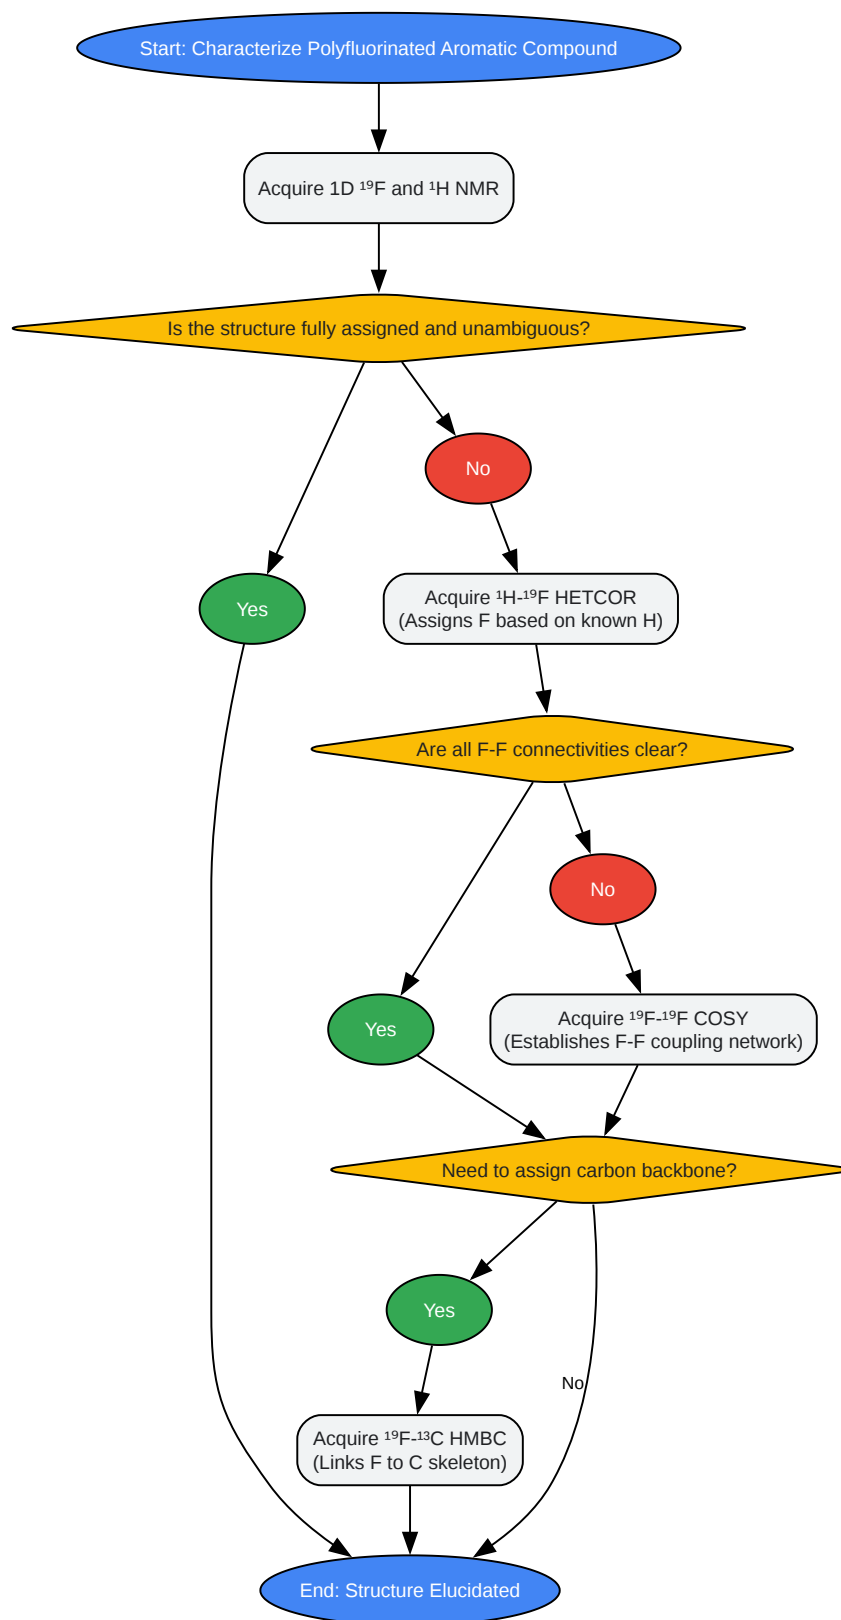 Start: Characterize Polyfluorinated Aromatic Compound
Acquire 1D ¹⁹F and ¹H NMR
Is the structure fully assigned and unambiguous?
No
Acquire ¹H-¹⁹F HETCOR
(Assigns F based on known H)
Yes
Are all F-F connectivities clear?
No
Yes
Acquire ¹⁹F-¹⁹F COSY
(Establishes F-F coupling network)
Need to assign carbon backbone?
Yes
No
Acquire ¹⁹F-¹³C HMBC
(Links F to C skeleton)
End: Structure Elucidated